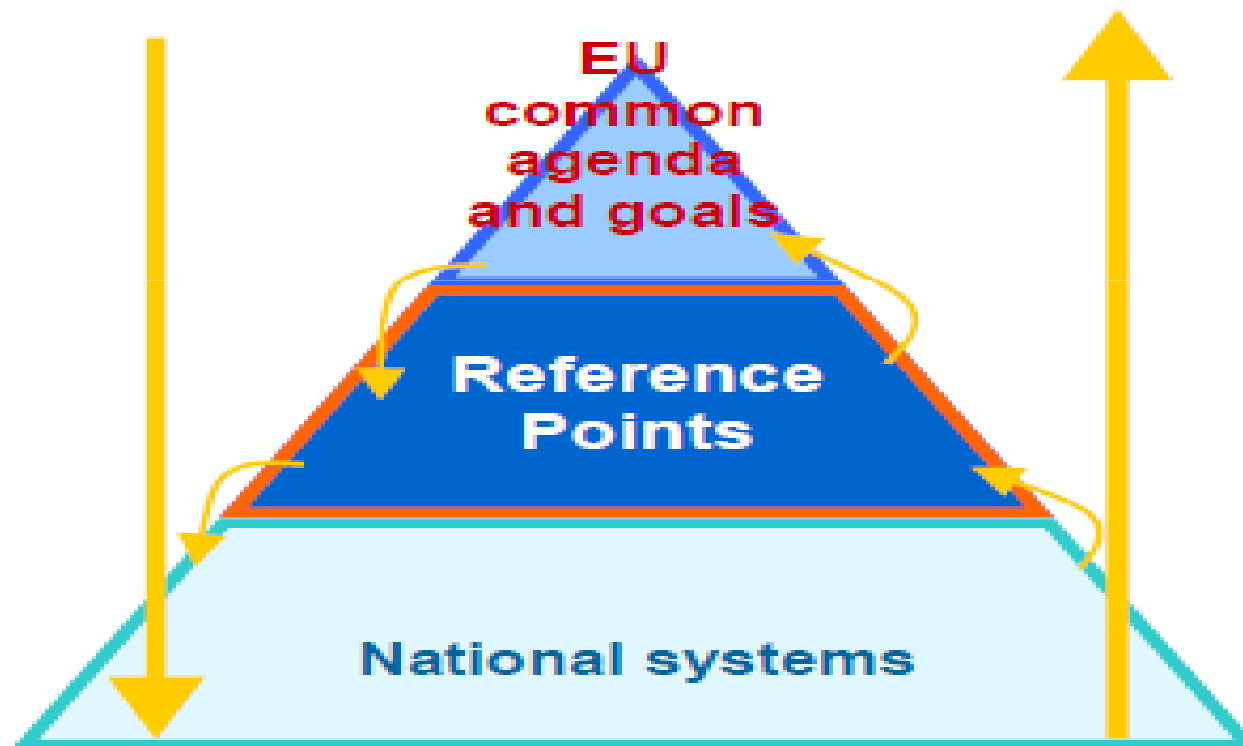 EU
common
agenda
and goals
Reference
Points
National systems